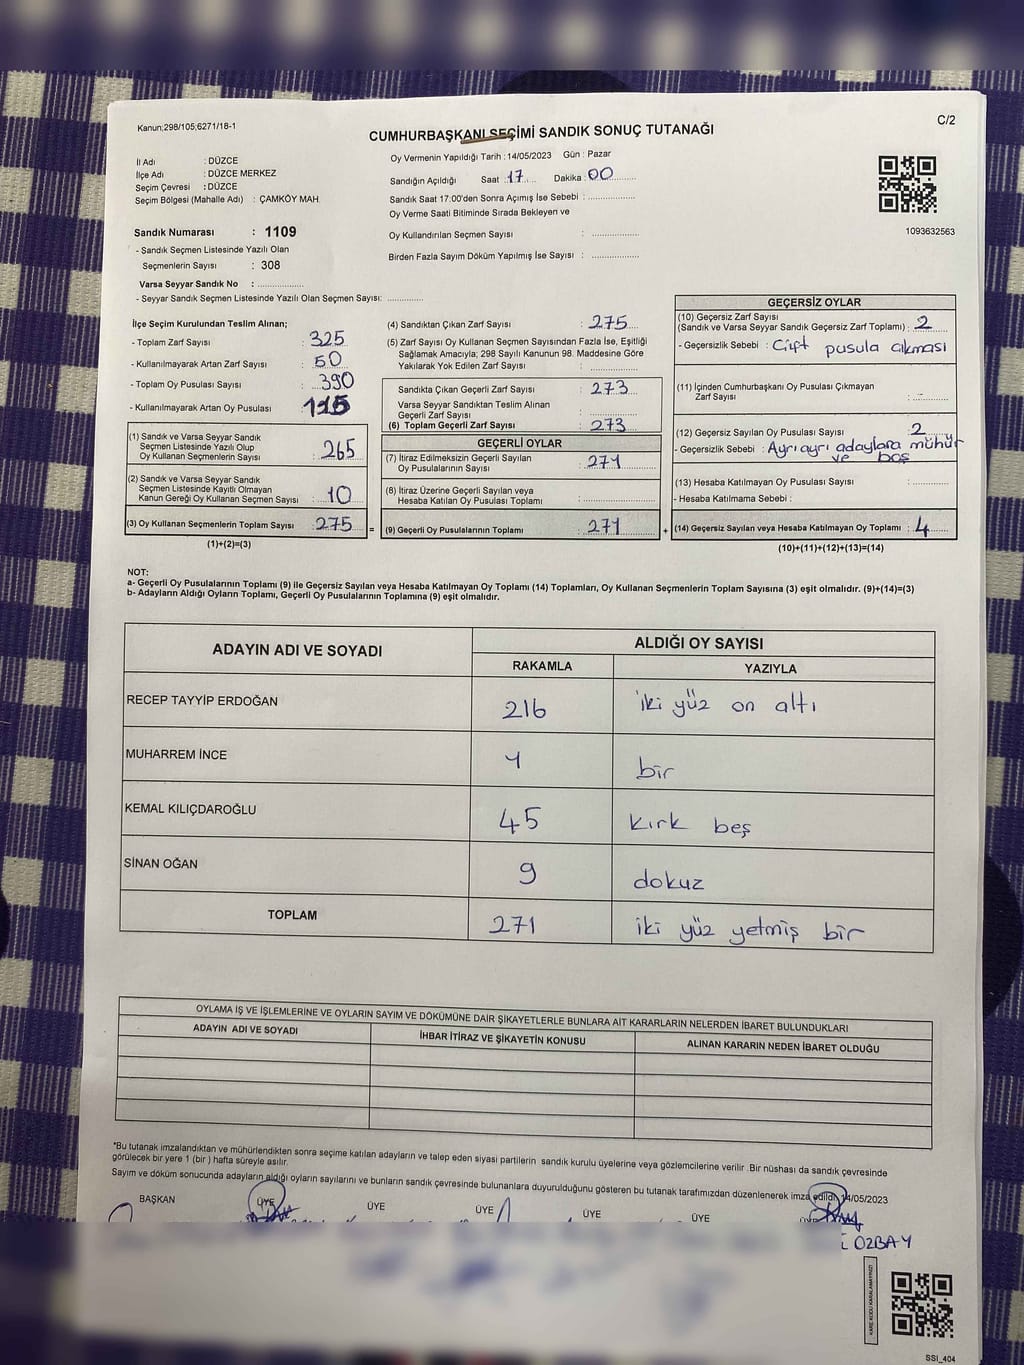 Kanun;298/105;6271/18-1
C/2
CUMHURBAŞKANI SEÇİMİ SANDIK SONUÇ TUTANAĞI
İl Adı : DÜZCE
İlçe Adı : DÜZCE MERKEZ
Seçim Çevresi : DÜZCE
Seçim Bölgesi (Mahalle Adı) : ÇAMKÖY MAH.
Oy Vermenin Yapıldığı Tarih : 14/05/2023 Gün : Pazar
Sandığın Açıldığı Saat : 17 Dakika : 00
Sandık Saat 17:00'den Sonra Açımış İse Sebebi :
Oy Verme Saati Bitiminde Sırada Bekleyen ve
Oy Kullandırılan Seçmen Sayısı :
Birden Fazla Sayım Döküm Yapılmış İse Sayısı :
1093632563
Sandık Numarası : 1109
- Sandık Seçmen Listesinde Yazılı Olan
Seçmenlerin Sayısı : 308
Varsa Seyyar Sandık No :
- Seyyar Sandık Seçmen Listesinde Yazılı Olan Seçmen Sayısı:
İlçe Seçim Kurulundan Teslim Alınan;
- Toplam Zarf Sayısı : 325
- Kullanılmayarak Artan Zarf Sayısı : 50
- Toplam Oy Pusulası Sayısı : 390
- Kullanılmayarak Artan Oy Pusulası : 115
(1) Sandık ve Varsa Seyyar Sandık
Seçmen Listesinde Yazılı Olup
Oy Kullanan Seçmenlerin Sayısı : 265
(2) Sandık ve Varsa Seyyar Sandık
Seçmen Listesinde Kayıtlı Olmayan
Kanun Gereği Oy Kullanan Seçmen Sayısı : 10
(3) Oy Kullanan Seçmenlerin Toplam Sayısı : 275 =
(1)+(2)=(3)
(4) Sandıktan Çıkan Zarf Sayısı : 275
(5) Zarf Sayısı Oy Kullanan Seçmen Sayısından Fazla İse, Eşitliği
Sağlamak Amacıyla; 298 Sayılı Kanunun 98. Maddesine Göre
Yakılarak Yok Edilen Zarf Sayısı :
Sandıkta Çıkan Geçerli Zarf Sayısı : 273
Varsa Seyyar Sandıktan Teslim Alınan
Geçerli Zarf Sayısı :
(6) Toplam Geçerli Zarf Sayısı : 273
GEÇERLİ OYLAR
(7) İtiraz Edilmeksizin Geçerli Sayılan
Oy Pusulalarının Sayısı : 271
(8) İtiraz Üzerine Geçerli Sayılan veya
Hesaba Katılan Oy Pusulası Toplamı :
(9) Geçerli Oy Pusulalarının Toplamı : 271 +
GEÇERSİZ OYLAR
(10) Geçersiz Zarf Sayısı
(Sandık ve Varsa Seyyar Sandık Geçersiz Zarf Toplamı) : 2
- Geçersizlik Sebebi : Çift pusula çıkması
(11) İçinden Cumhurbaşkanı Oy Pusulası Çıkmayan
Zarf Sayısı :
(12) Geçersiz Sayılan Oy Pusulası Sayısı : 2
- Geçersizlik Sebebi : Ayrı ayrı adaylara mühür
ve boş
(13) Hesaba Katılmayan Oy Pusulası Sayısı :
- Hesaba Katılmama Sebebi :
(14) Geçersiz Sayılan veya Hesaba Katılmayan Oy Toplamı : 4
(10)+(11)+(12)+(13)=(14)
NOT:
a- Geçerli Oy Pusulalarının Toplamı (9) ile Geçersiz Sayılan veya Hesaba Katılmayan Oy Toplamı (14) Toplamları, Oy Kullanan Seçmenlerin Toplam Sayısına (3) eşit olmalıdır. (9)+(14)=(3)
b- Adayların Aldığı Oyların Toplamı, Geçerli Oy Pusulalarının Toplamına (9) eşit olmalıdır.
ADAYIN ADI VE SOYADI ALDIĞI OY SAYISI
RAKAMLA YAZIYLA
RECEP TAYYİP ERDOĞAN 216 iki yüz on altı
MUHARREM İNCE 1 bir
KEMAL KILIÇDAROĞLU 45 kırk beş
SİNAN OĞAN 9 dokuz
TOPLAM 271 iki yüz yetmiş bir
OYLAMA İŞ VE İŞLEMLERİNE VE OYLARIN SAYIM VE DÖKÜMÜNE DAİR ŞİKAYETLERLE BUNLARA AİT KARARLARIN NELERDEN İBARET BULUNDUKLARI
ADAYIN ADI VE SOYADI İHBAR İTİRAZ VE ŞİKAYETİN KONUSU ALINAN KARARIN NEDEN İBARET OLDUĞU
*Bu tutanak imzalandıktan ve mühürlendikten sonra seçime katılan adayların ve talep eden siyasi partilerin sandık kurulu üyelerine veya gözlemcilerine verilir .Bir nüshası da sandık çevresinde
görülecek bir yere 1 (bir ) hafta süreyle asılır.
Sayım ve döküm sonucunda adayların aldığı oyların sayılarını ve bunların sandık çevresinde bulunanlara duyurulduğunu gösteren bu tutanak tarafımızdan düzenlenerek imza edildi. 14/05/2023
BAŞKAN ÜYE ÜYE ÜYE ÜYE ÜYE
ÖZBAY
KARE KODU KARALAMAYINIZ!
SSI_404